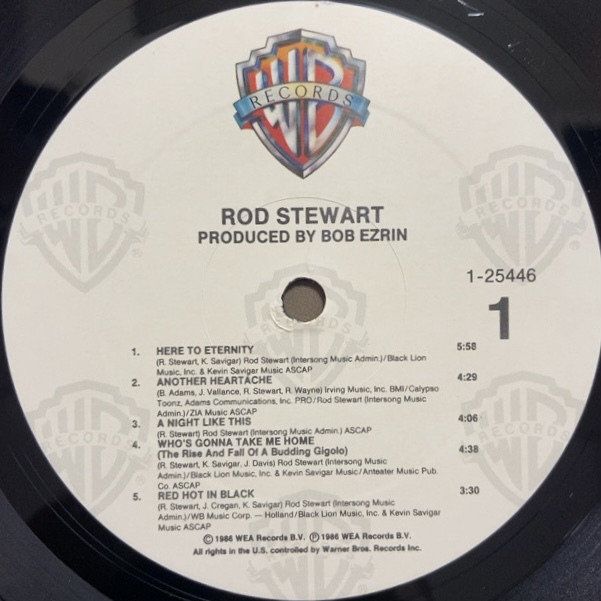 WB
RECORDS
ROD STEWART
PRODUCED BY BOB EZRIN
1-25446
1
1. HERE TO ETERNITY 5:58
(R. Stewart, K. Savigar) Rod Stewart (Intersong Music Admin.)/Black Lion
Music, Inc. & Kevin Savigar Music ASCAP
2. ANOTHER HEARTACHE 4:29
(B. Adams, J. Vallance, R. Stewart, R. Wayne) Irving Music, Inc. BMI/Calypso
Toonz, Adams Communications, Inc. PRO/Rod Stewart (Intersong Music
Admin.)/ZIA Music ASCAP
3. A NIGHT LIKE THIS 4:06
(R. Stewart) Rod Stewart (Intersong Music Admin.) ASCAP
4. WHO'S GONNA TAKE ME HOME 4:38
(The Rise And Fall Of A Budding Gigolo)
(R. Stewart, K. Savigar, J. Davis) Rod Stewart (Intersong Music
Admin.)/Black Lion Music, Inc. & Kevin Savigar Music/Anteater Music Pub.
Co. ASCAP
5. RED HOT IN BLACK 3:30
(R. Stewart, J. Cregan, K. Savigar) Rod Stewart (Intersong Music
Admin.)/WB Music Corp. — Holland/Black Lion Music, Inc. & Kevin Savigar
Music ASCAP
© 1986 WEA Records B.V. ℗ 1986 WEA Records B.V.
All rights in the U.S. controlled by Warner Bros. Records Inc.